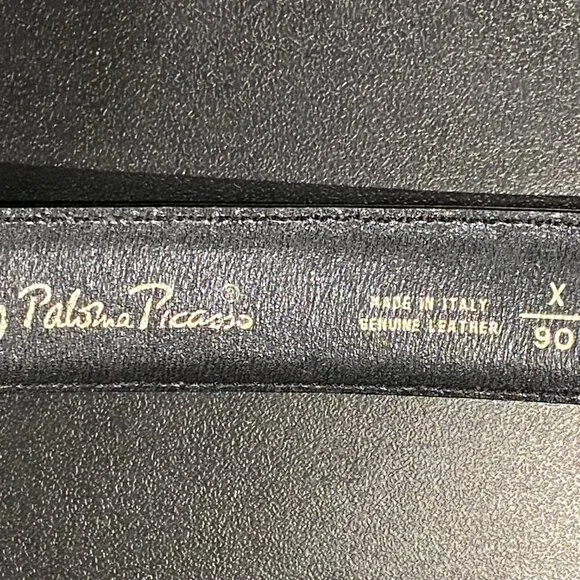 Paloma Picasso ®
MADE IN ITALY
GENUINE LEATHER
X
90